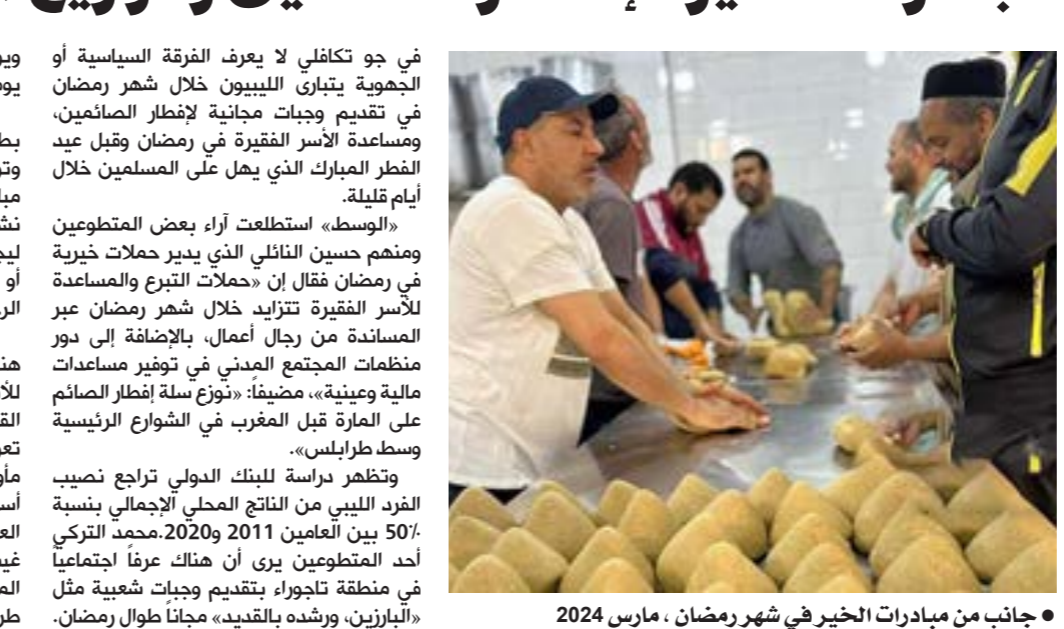 في جو تكافلي لا يعرف الفرقة السياسية أو
الجهوية يتبارى الليبيون خلال شهر رمضان
في تقديم وجبات مجانية لإفطار الصائمين،
ومساعدة الأسر الفقيرة في رمضان وقبل عيد
الفطر المبارك الذي يهل على المسلمين خلال
أيام قليلة.
«الوسط» استطلعت آراء بعض المتطوعين
ومنهم حسين النائلي الذي يدير حملات خيرية
في رمضان فقال إن «حملات التبرع والمساعدة
للأسر الفقيرة تتزايد خلال شهر رمضان عبر
المساندة من رجال أعمال، بالإضافة إلى دور
منظمات المجتمع المدني في توفير مساعدات
مالية وعينية»، مضيفاً: «نوزع سلة إفطار الصائم
على المارة قبل المغرب في الشوارع الرئيسية
وسط طرابلس».
وتظهر دراسة للبنك الدولي تراجع نصيب
الفرد الليبي من الناتج المحلي الإجمالي بنسبة
50٪ بين العامين 2011 و2020.محمد التركي
أحد المتطوعين يرى أن هناك عرفاً اجتماعياً
في منطقة تاجوراء بتقديم وجبات شعبية مثل
«البازين، ورشده بالقديد» مجاناً طوال رمضان.
● جانب من مبادرات الخير في شهر رمضان ، مارس 2024